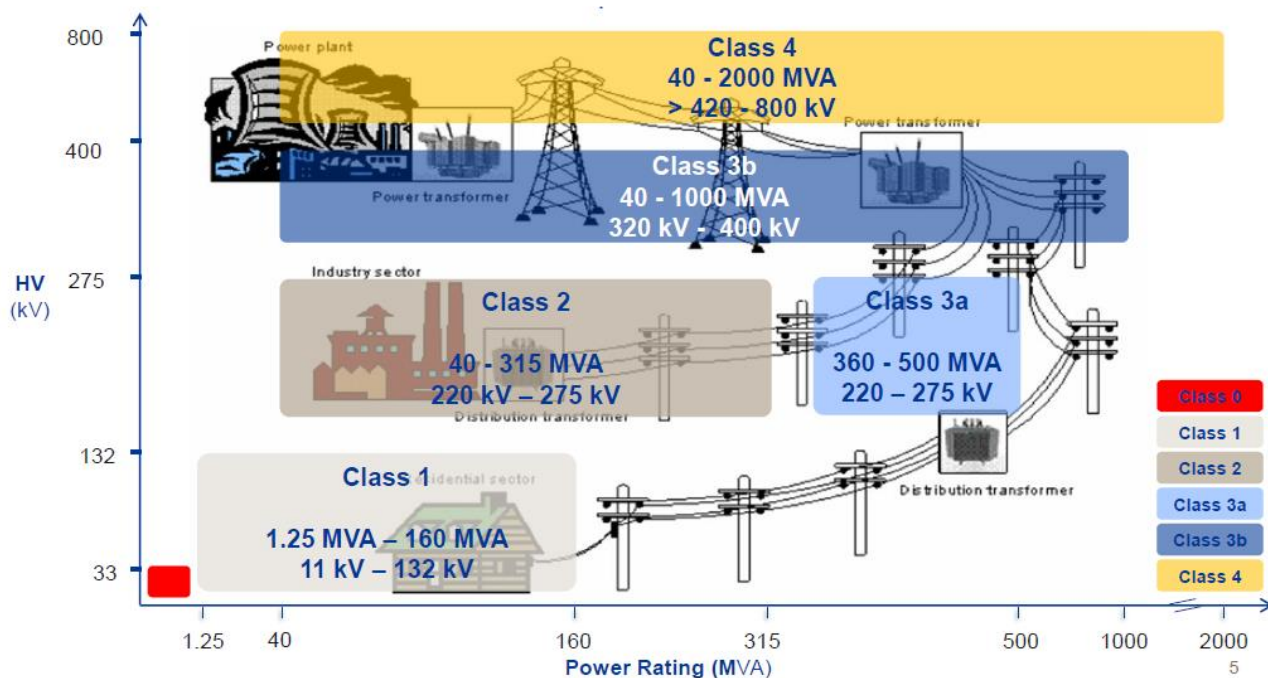 800
400
275
132
33
HV
(kV)
Power plant
Class 4
40 - 2000 MVA
> 420 - 800 kV
Power transformer
Power transformer
Class 3b
40 - 1000 MVA
320 kV - 400 kV
Industry sector
Class 2
40 - 315 MVA
220 kV – 275 kV
Distribution transformer
Class 3a
360 - 500 MVA
220 – 275 kV
Class 1
residential sector
1.25 MVA – 160 MVA
11 kV – 132 kV
Distribution transformer
Class 0
Class 1
Class 2
Class 3a
Class 3b
Class 4
1.25
40
160
315
500
1000
2000
Power Rating (MVA)
5